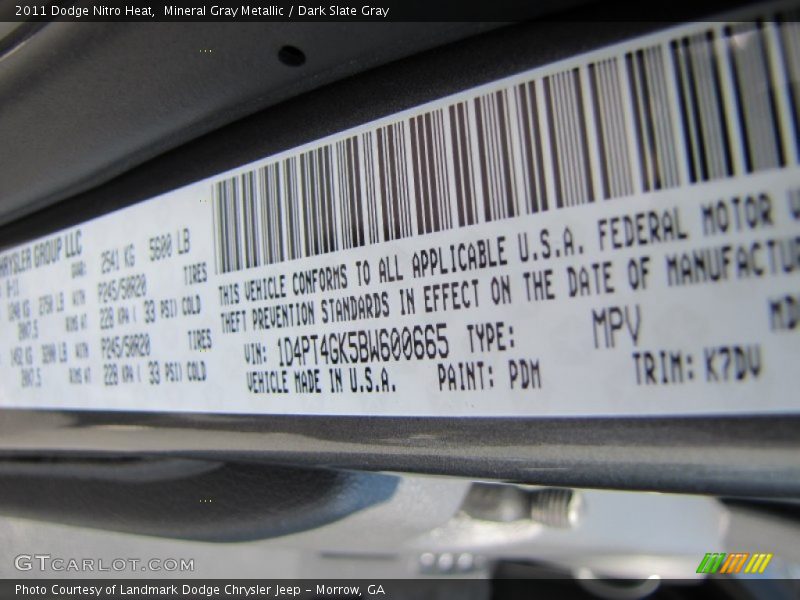 2011 Dodge Nitro Heat,  Mineral Gray Metallic / Dark Slate Gray
CHRYSLER GROUP LLC
2541 KG 5600 LB
TIRES
P245/50R20
228 KPA ( 33 PSI) COLD
TIRES
P245/50R20
228 KPA ( 33 PSI) COLD
THIS VEHICLE CONFORMS TO ALL APPLICABLE U.S.A. FEDERAL MOTOR
THEFT PREVENTION STANDARDS IN EFFECT ON THE DATE OF MANUFACTU
VIN: 1D4PT4GK5BW600665 TYPE: MPV
VEHICLE MADE IN U.S.A. PAINT: PDM TRIM: K7DV
GTCARLOT.COM
Photo Courtesy of Landmark Dodge Chrysler Jeep – Morrow, GA